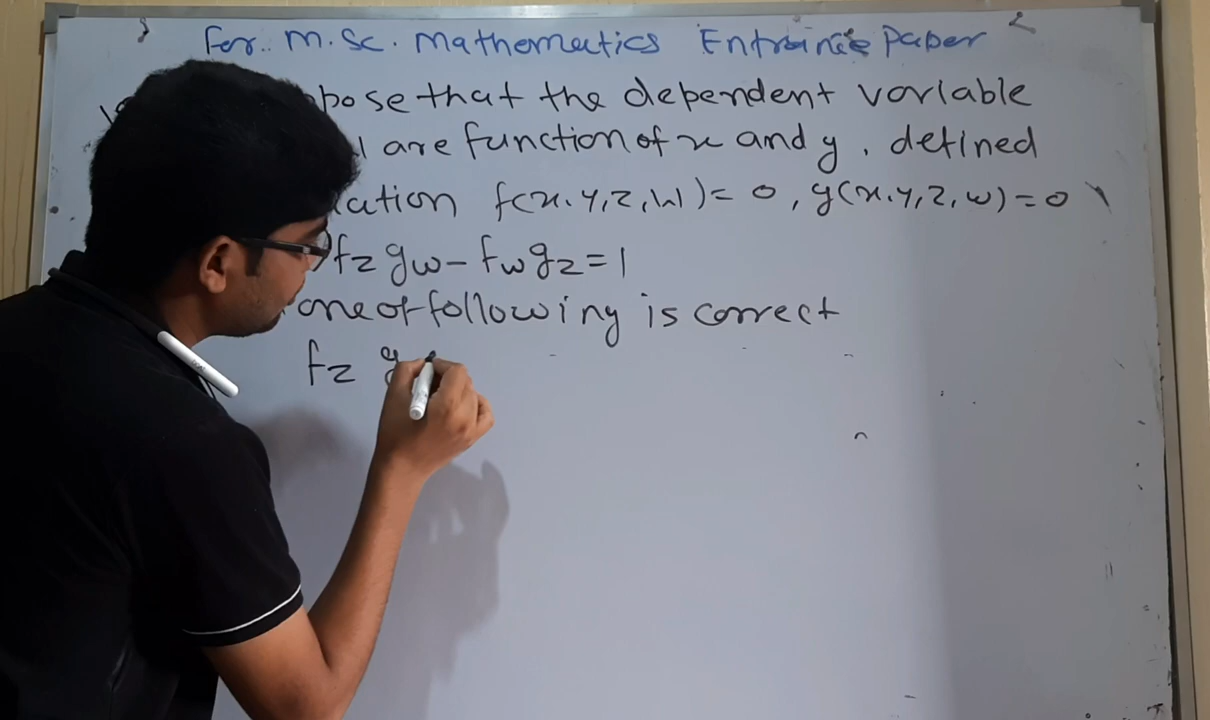 for.. M.Sc. Mathematics Entraince Paper
pose that the dependent variable
are function of x and y. defined
ation f(x.y,z,w)=0, g(x.y,z,w)=0
fz gw - fw gz = 1
one of following is correct
fz g